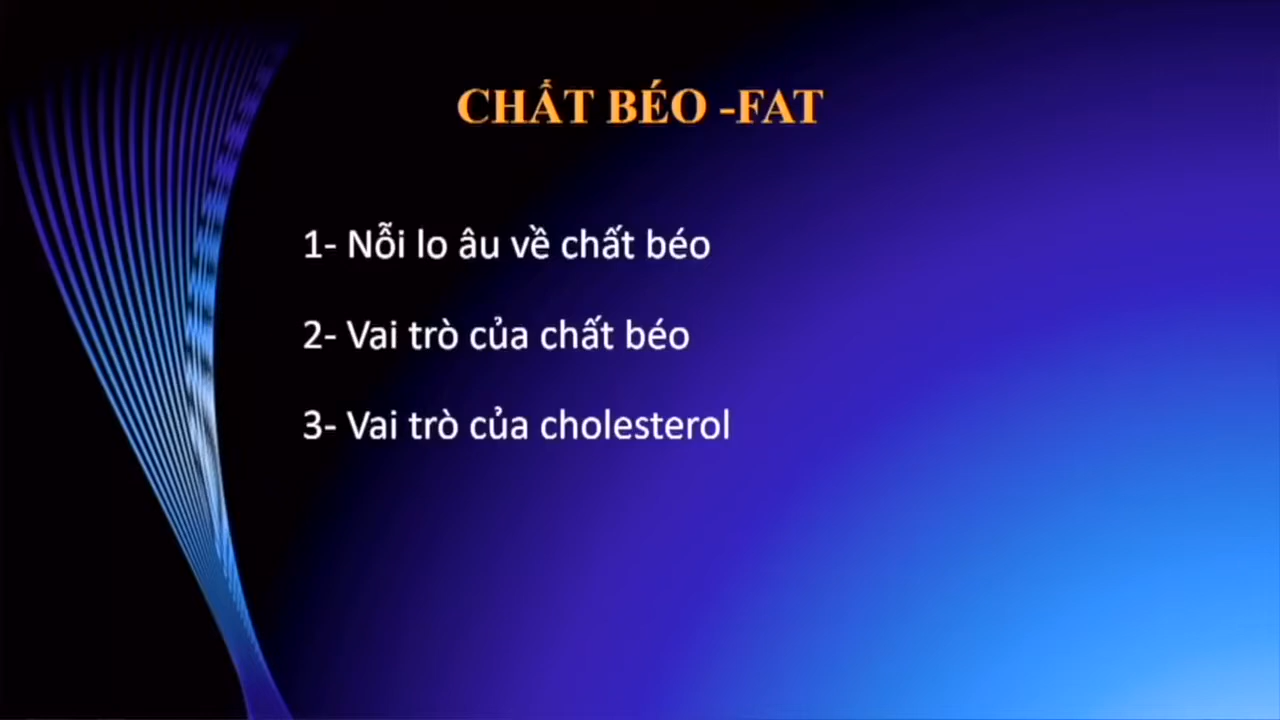 CHẤT BÉO -FAT
1- Nỗi lo âu về chất béo
2- Vai trò của chất béo
3- Vai trò của cholesterol